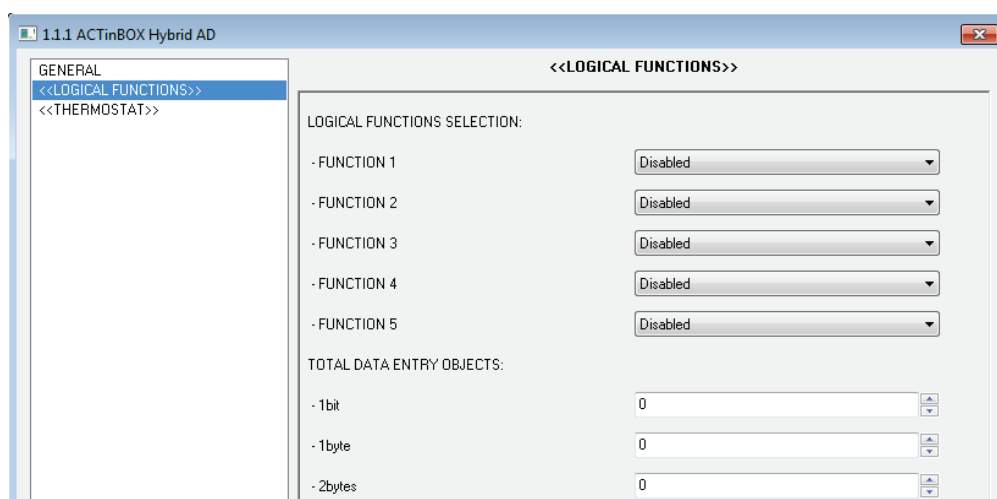 1.1.1 ACTinBOX Hybrid AD
GENERAL
<<LOGICAL FUNCTIONS>>
<<THERMOSTAT>>
<<LOGICAL FUNCTIONS>>
LOGICAL FUNCTIONS SELECTION:
- FUNCTION 1 Disabled
- FUNCTION 2 Disabled
- FUNCTION 3 Disabled
- FUNCTION 4 Disabled
- FUNCTION 5 Disabled
TOTAL DATA ENTRY OBJECTS:
- 1bit 0
- 1byte 0
- 2bytes 0